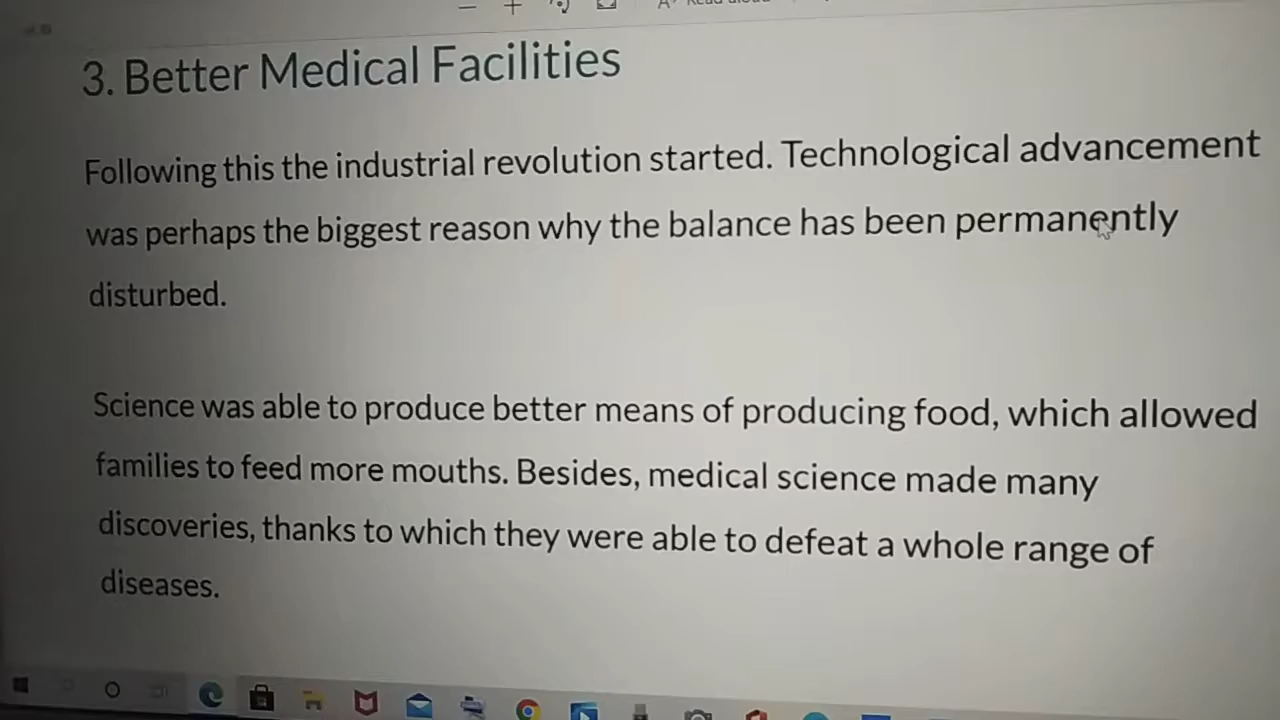 3. Better Medical Facilities
Following this the industrial revolution started. Technological advancement
was perhaps the biggest reason why the balance has been permanently
disturbed.
Science was able to produce better means of producing food, which allowed
families to feed more mouths. Besides, medical science made many
discoveries, thanks to which they were able to defeat a whole range of
diseases.